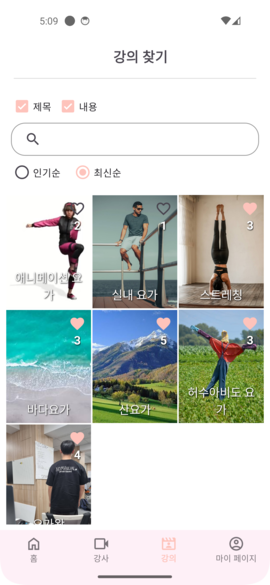 5:09
강의 찾기
제목
내용
인기순
최신순
2
애니메이션 요
가
1
실내 요가
3
스트레칭
3
바다요가
5
산요가
3
허수아비도 요
가
4
홈
강사
강의
마이 페이지